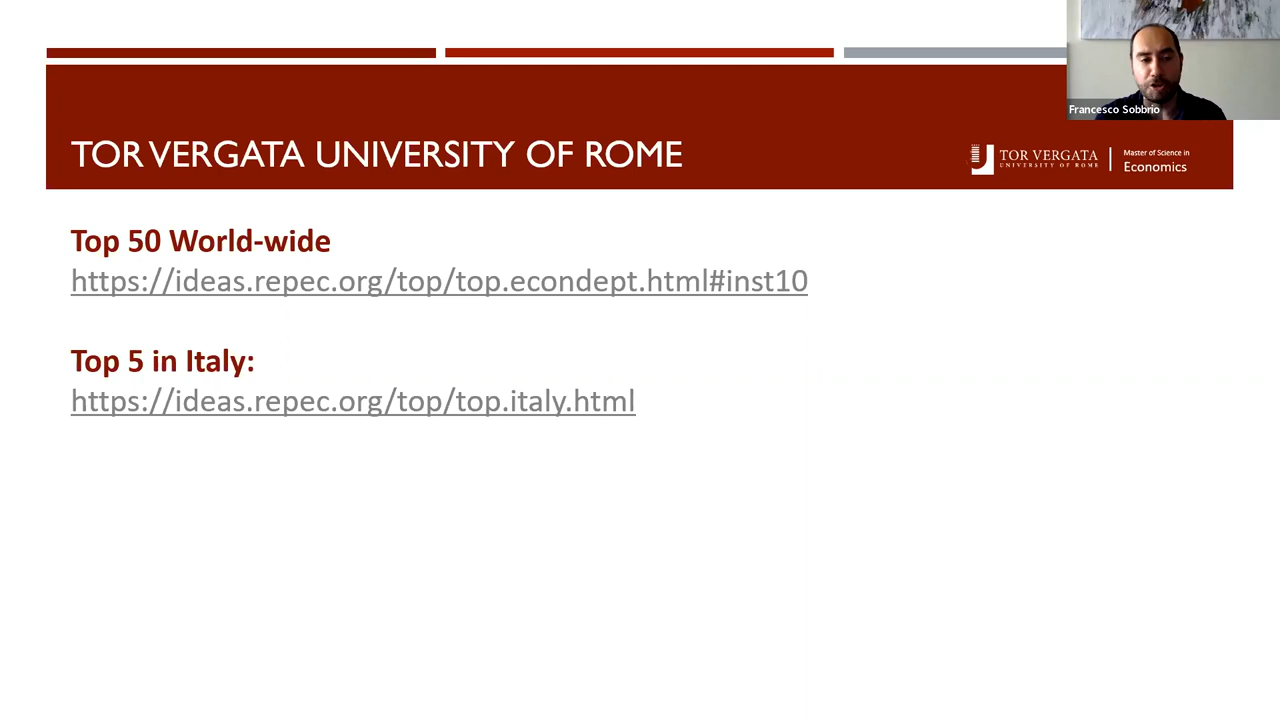 Francesco Sobbrio
TOR VERGATA UNIVERSITY OF ROME
TOR VERGATA
UNIVERSITY OF ROME
Master of Science in
Economics
Top 50 World-wide
https://ideas.repec.org/top/top.econdept.html#inst10
Top 5 in Italy:
https://ideas.repec.org/top/top.italy.html